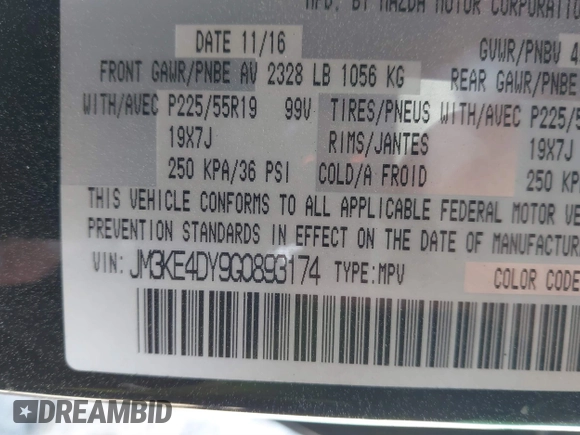 MFD. BY MAZDA MOTOR CORPORATION
DATE 11/16 GVWR/PNBV 4
FRONT GAWR/PNBE AV 2328 LB 1056 KG REAR GAWR/PNBE
WITH/AVEC P225/55R19 99V TIRES/PNEUS WITH/AVEC P225/5
19X7J RIMS/JANTES 19X7J
250 KPA/36 PSI COLD/A FROID 250 KPA
THIS VEHICLE CONFORMS TO ALL APPLICABLE FEDERAL MOTOR VE
PREVENTION STANDARDS IN EFFECT ON THE DATE OF MANUFACTUR
VIN: JM3KE4DY9G0893174 TYPE:MPV COLOR CODE
DREAMBID